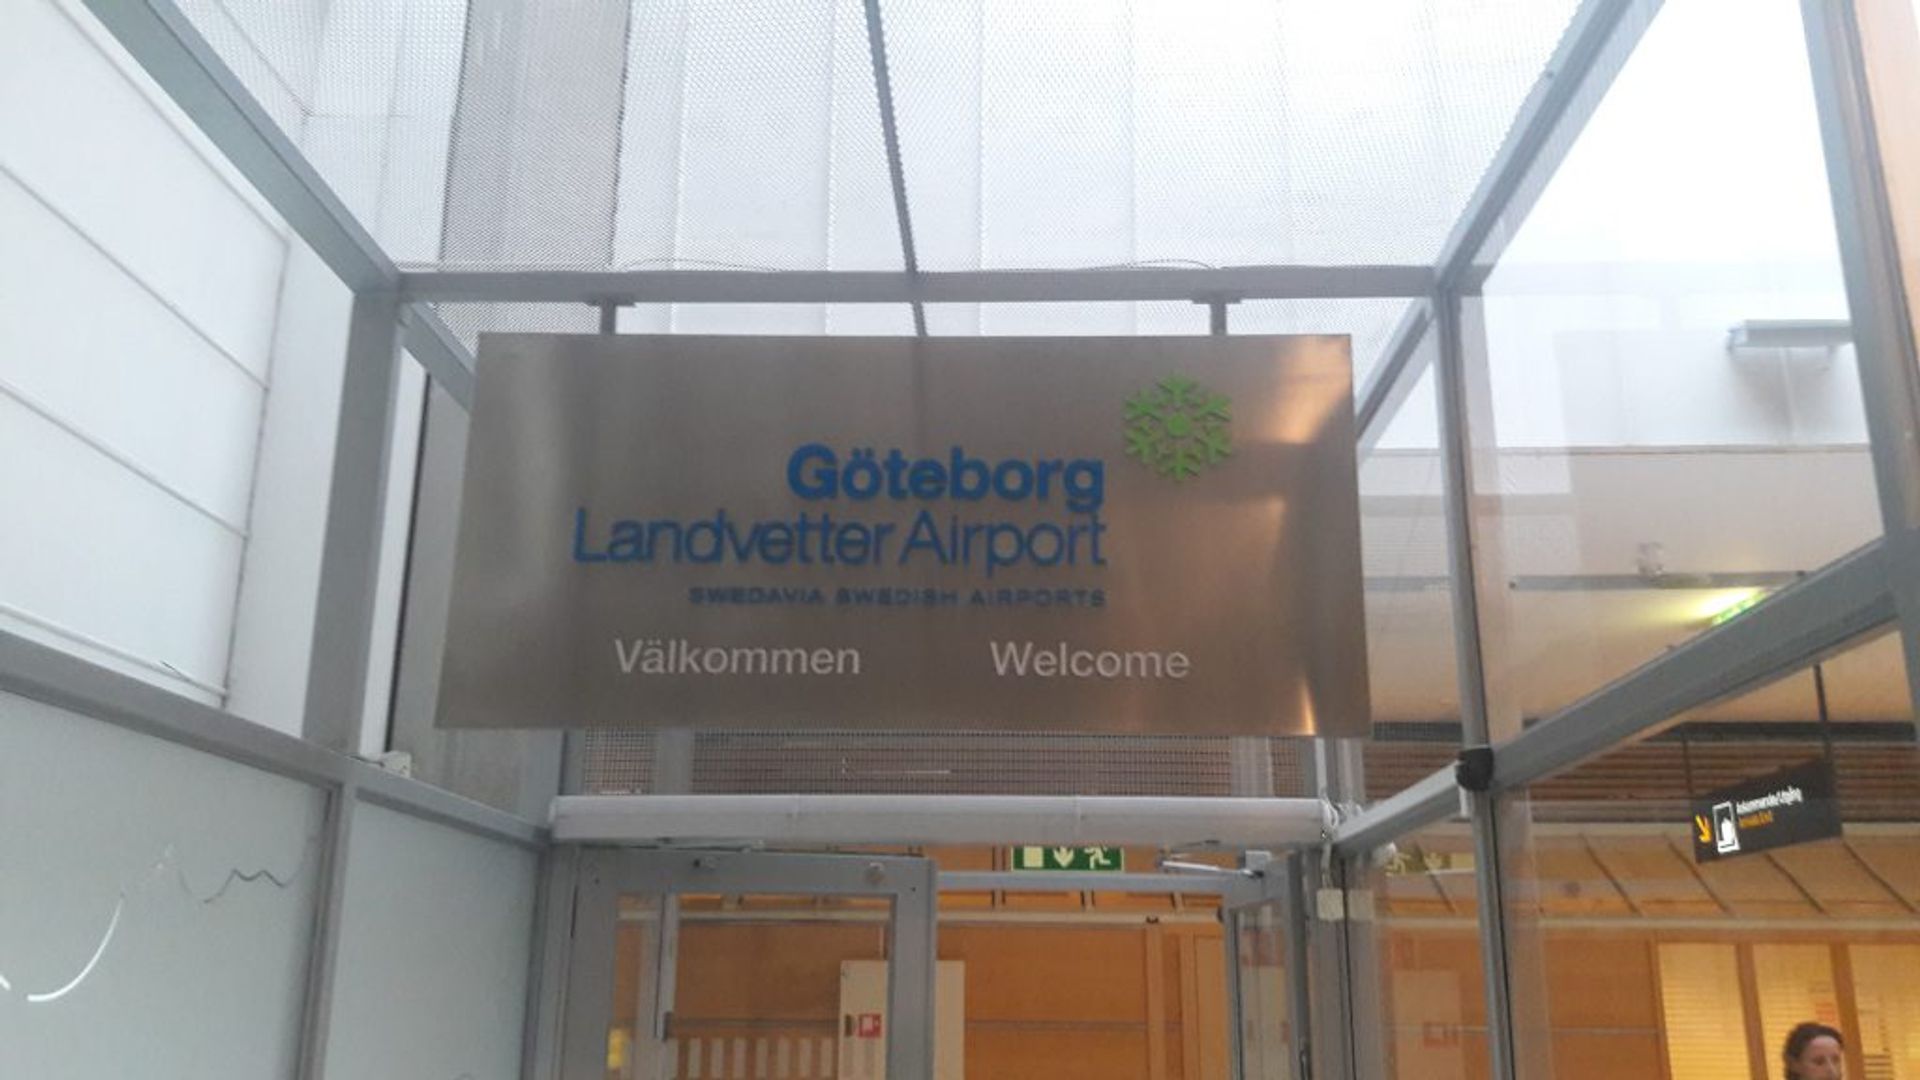 Göteborg
Landvetter Airport
SWEDAVIA SWEDISH AIRPORTS
Välkommen Welcome